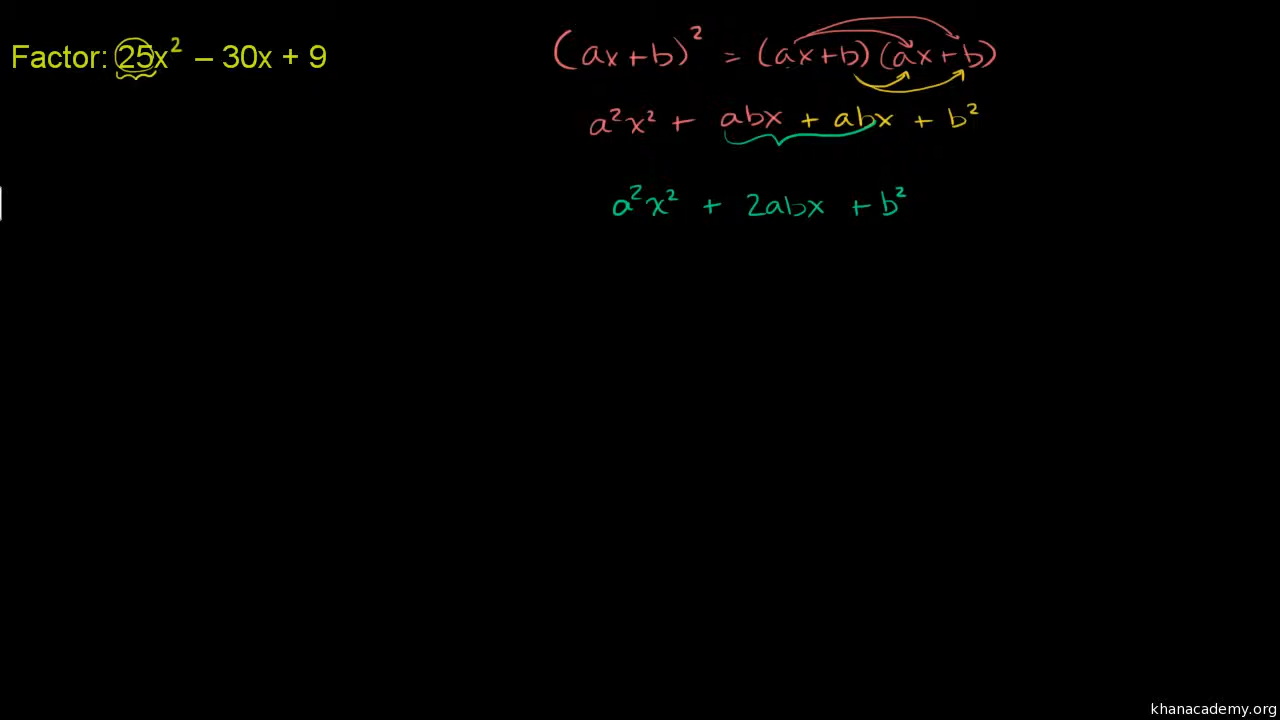 Factor: 25x² – 30x + 9
(ax+b)² = (ax+b)(ax+b)
a²x² + abx + abx + b²
a²x² + 2abx + b²
khanacademy.org